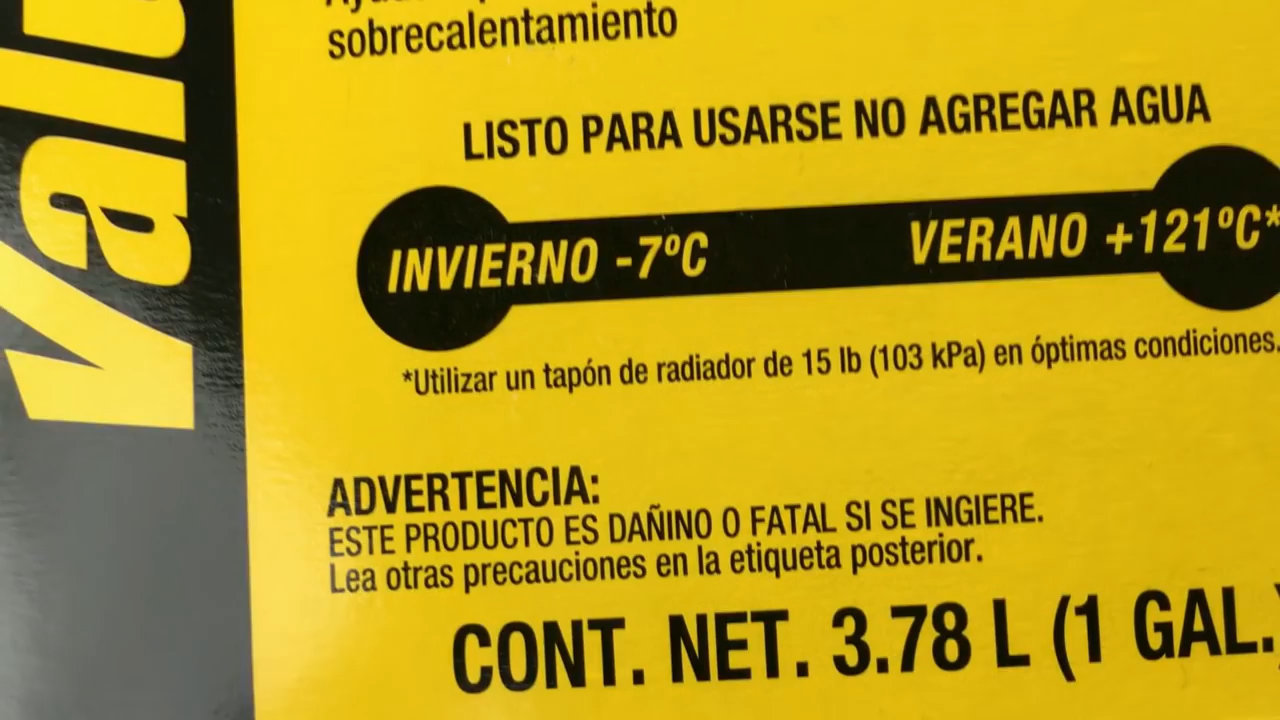 sobrecalentamiento
LISTO PARA USARSE NO AGREGAR AGUA
INVIERNO -7ºC
VERANO +121ºC*
*Utilizar un tapón de radiador de 15 lb (103 kPa) en óptimas condiciones.
ADVERTENCIA:
ESTE PRODUCTO ES DAÑINO O FATAL SI SE INGIERE.
Lea otras precauciones en la etiqueta posterior.
CONT. NET. 3.78 L (1 GAL.)